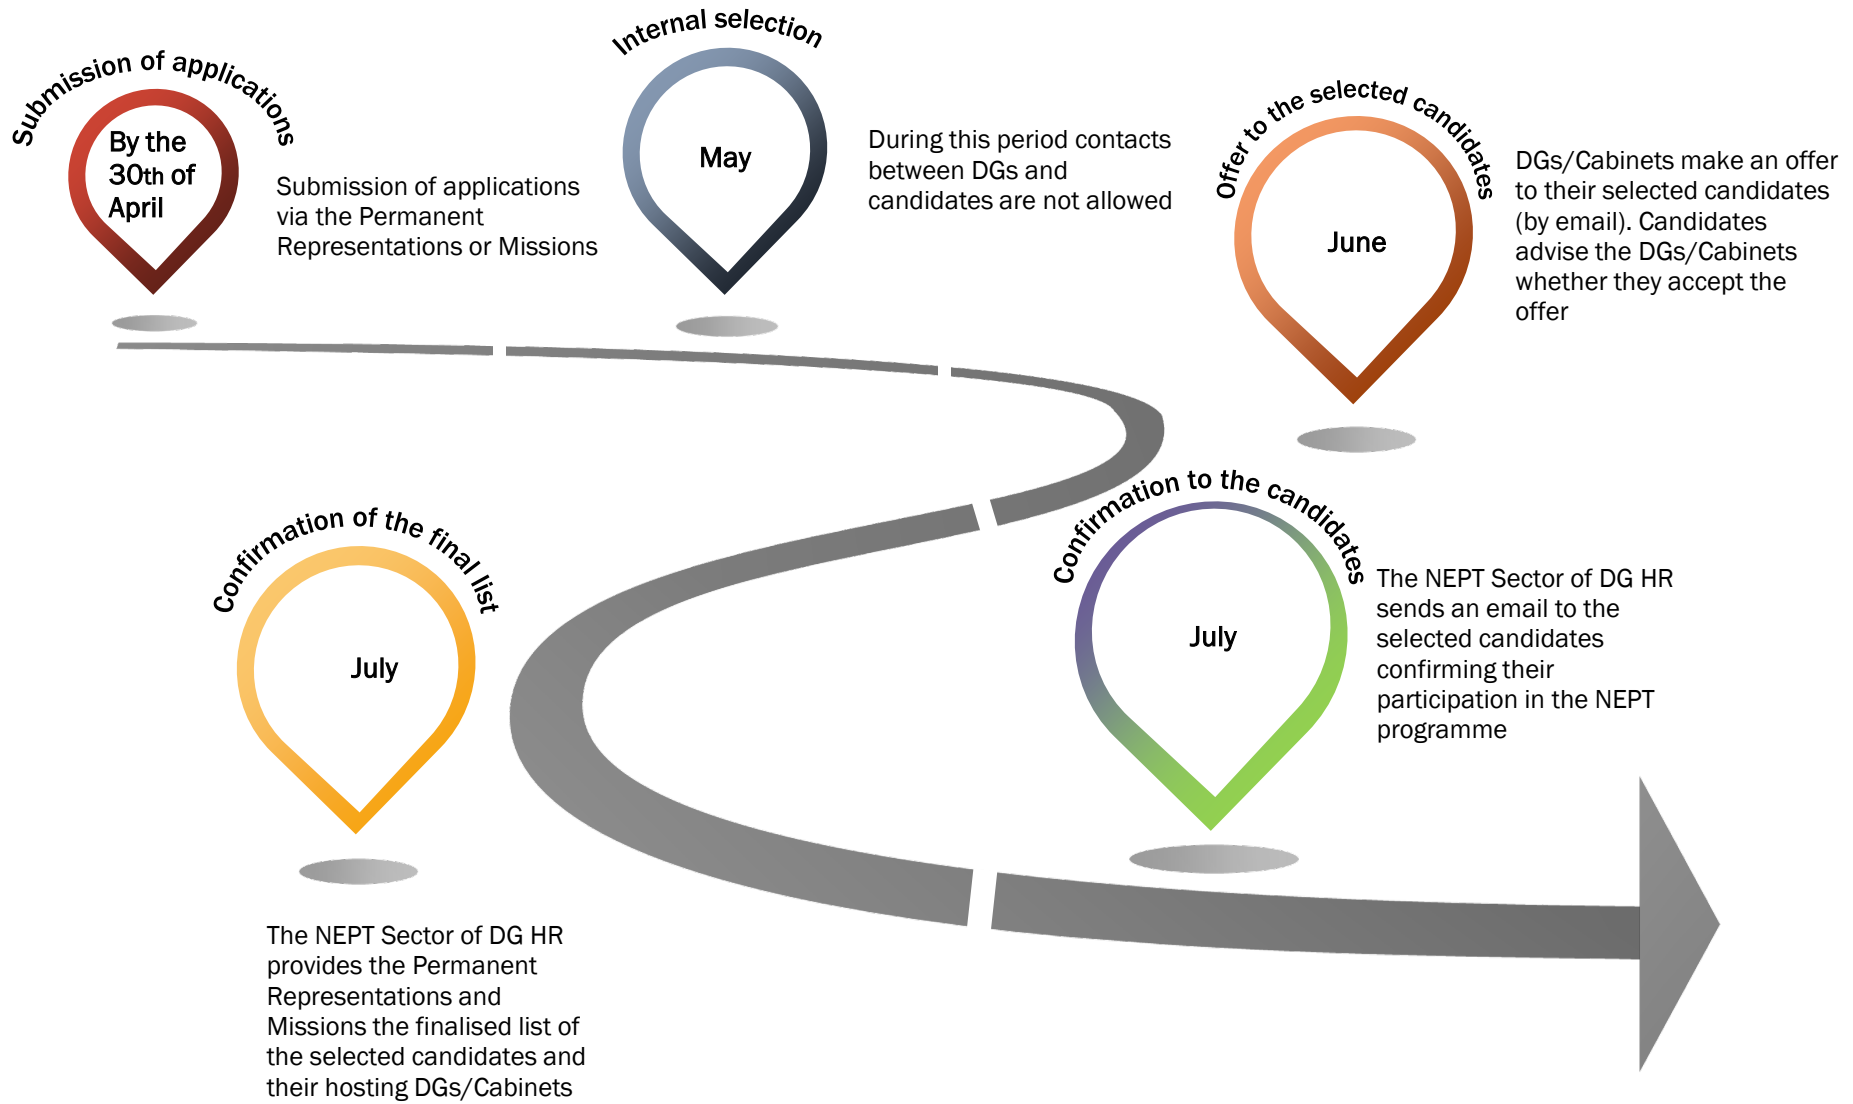 Submission of applications
By the
30th of
April
Submission of applications
via the Permanent
Representations or Missions
Internal selection
May
During this period contacts
between DGs and
candidates are not allowed
Offer to the selected candidates
June
DGs/Cabinets make an offer
to their selected candidates
(by email). Candidates
advise the DGs/Cabinets
whether they accept the
offer
Confirmation of the final list
July
The NEPT Sector of DG HR
provides the Permanent
Representations and
Missions the finalised list of
the selected candidates and
their hosting DGs/Cabinets
Confirmation to the candidates
July
The NEPT Sector of DG HR
sends an email to the
selected candidates
confirming their
participation in the NEPT
programme